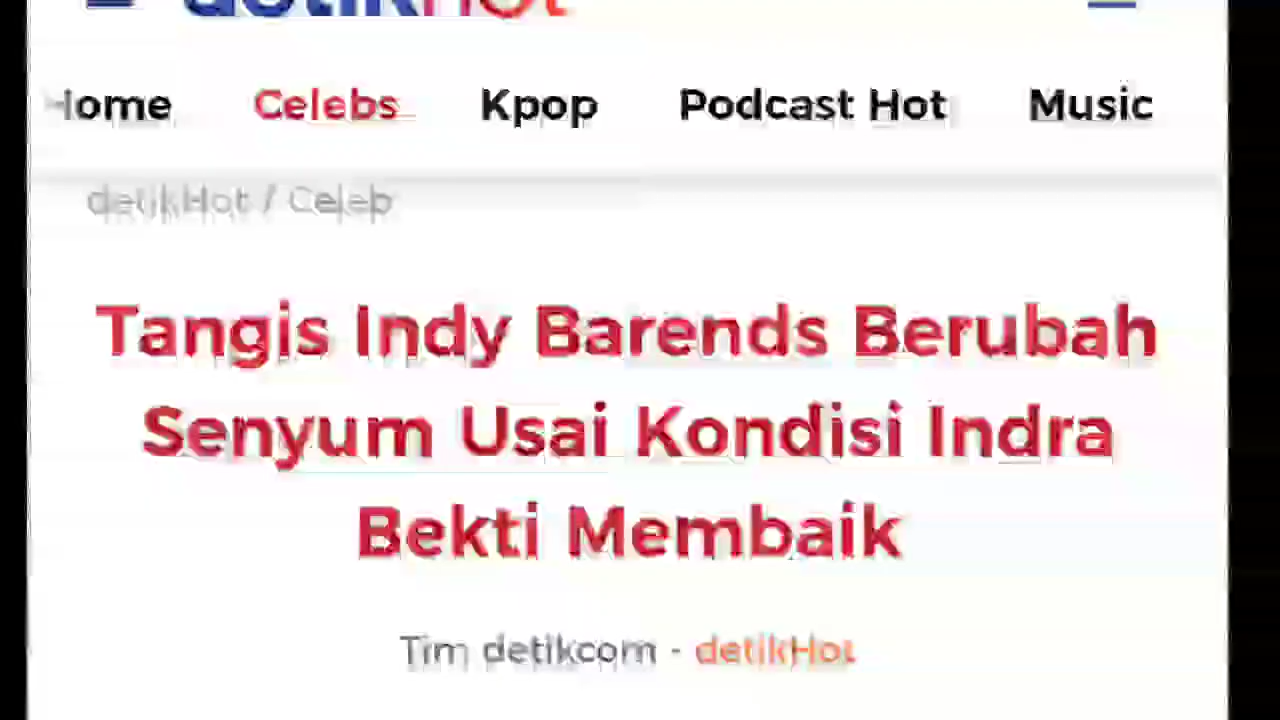 detikHot
Home Celebs Kpop Podcast Hot Music
detikHot / Celeb
Tangis Indy Barends Berubah
Senyum Usai Kondisi Indra
Bekti Membaik
Tim detikcom - detikHot